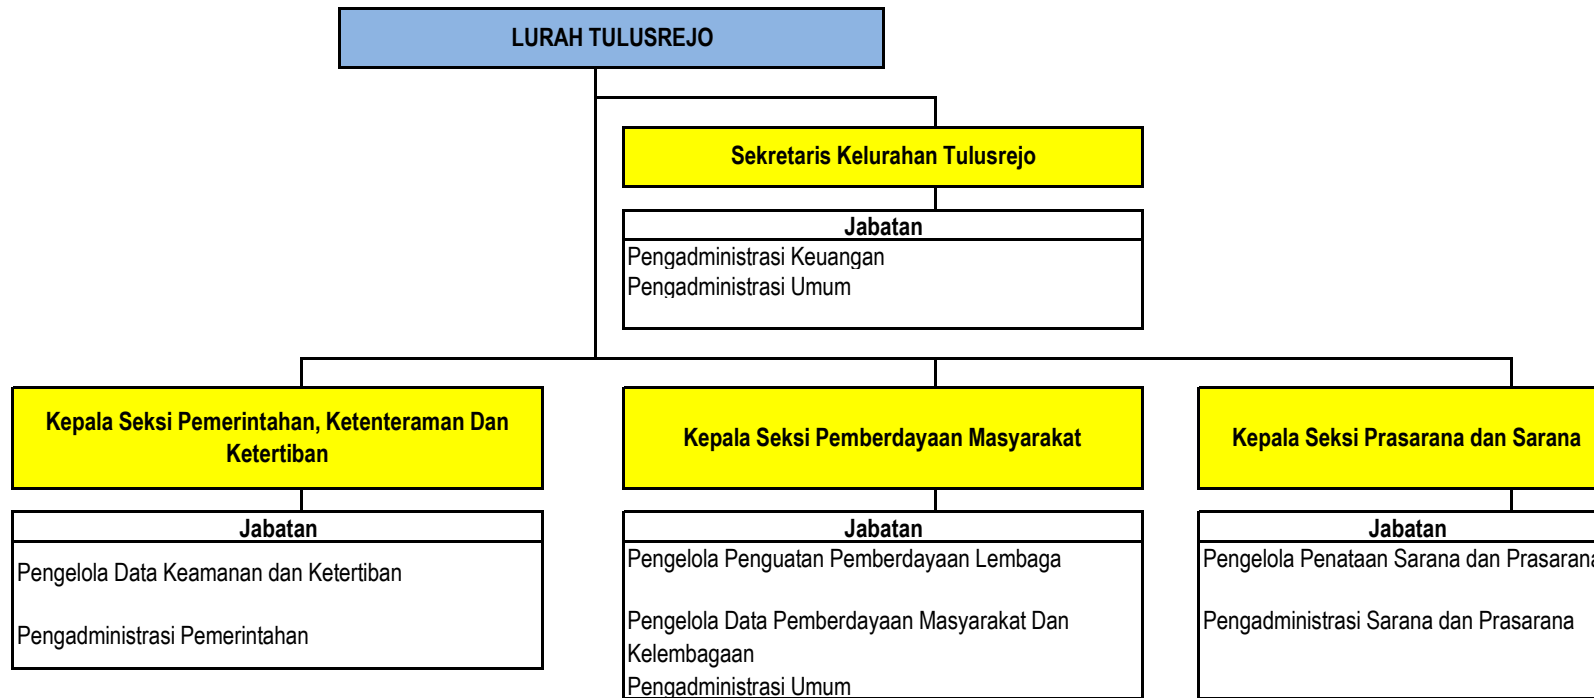 LURAH TULUSREJO
Sekretaris Kelurahan Tulusrejo
Jabatan
Pengadministrasi Keuangan
Pengadministrasi Umum
Kepala Seksi Pemerintahan, Ketenteraman Dan
Ketertiban
Jabatan
Pengelola Data Keamanan dan Ketertiban
Pengadministrasi Pemerintahan
Kepala Seksi Pemberdayaan Masyarakat
Jabatan
Pengelola Penguatan Pemberdayaan Lembaga
Pengelola Data Pemberdayaan Masyarakat Dan
Kelembagaan
Pengadministrasi Umum
Kepala Seksi Prasarana dan Sarana
Jabatan
Pengelola Penataan Sarana dan Prasarana
Pengadministrasi Sarana dan Prasarana